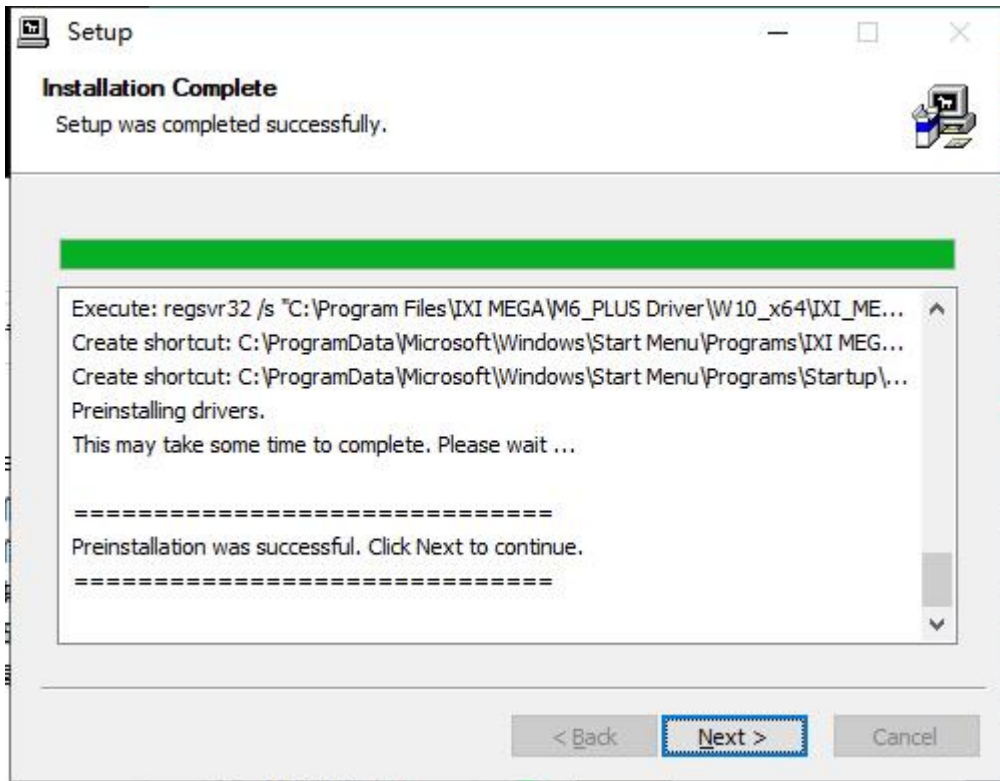 Setup
Installation Complete
Setup was completed successfully.
Execute: regsvr32 /s "C:\Program Files\IXI MEGA\M6_PLUS Driver\W10_x64\IXI_ME...
Create shortcut: C:\ProgramData\Microsoft\Windows\Start Menu\Programs\IXI MEG...
Create shortcut: C:\ProgramData\Microsoft\Windows\Start Menu\Programs\Startup\...
Preinstalling drivers.
This may take some time to complete. Please wait ...
==============================
Preinstallation was successful. Click Next to continue.
==============================
< Back
Next >
Cancel